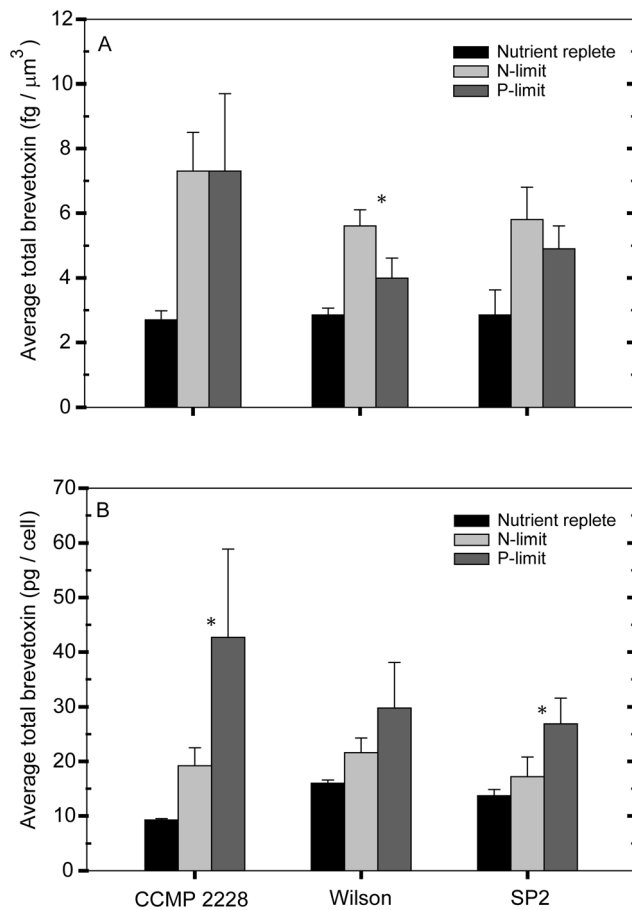 12
A
Nutrient replete
N-limit
P-limit
10
8
6
4
2
0
Average total brevetoxin (fg / μm³)
*
70
B
Nutrient replete
N-limit
P-limit
60
50
40
30
20
10
0
Average total brevetoxin (pg / cell)
*
*
CCMP 2228 Wilson SP2